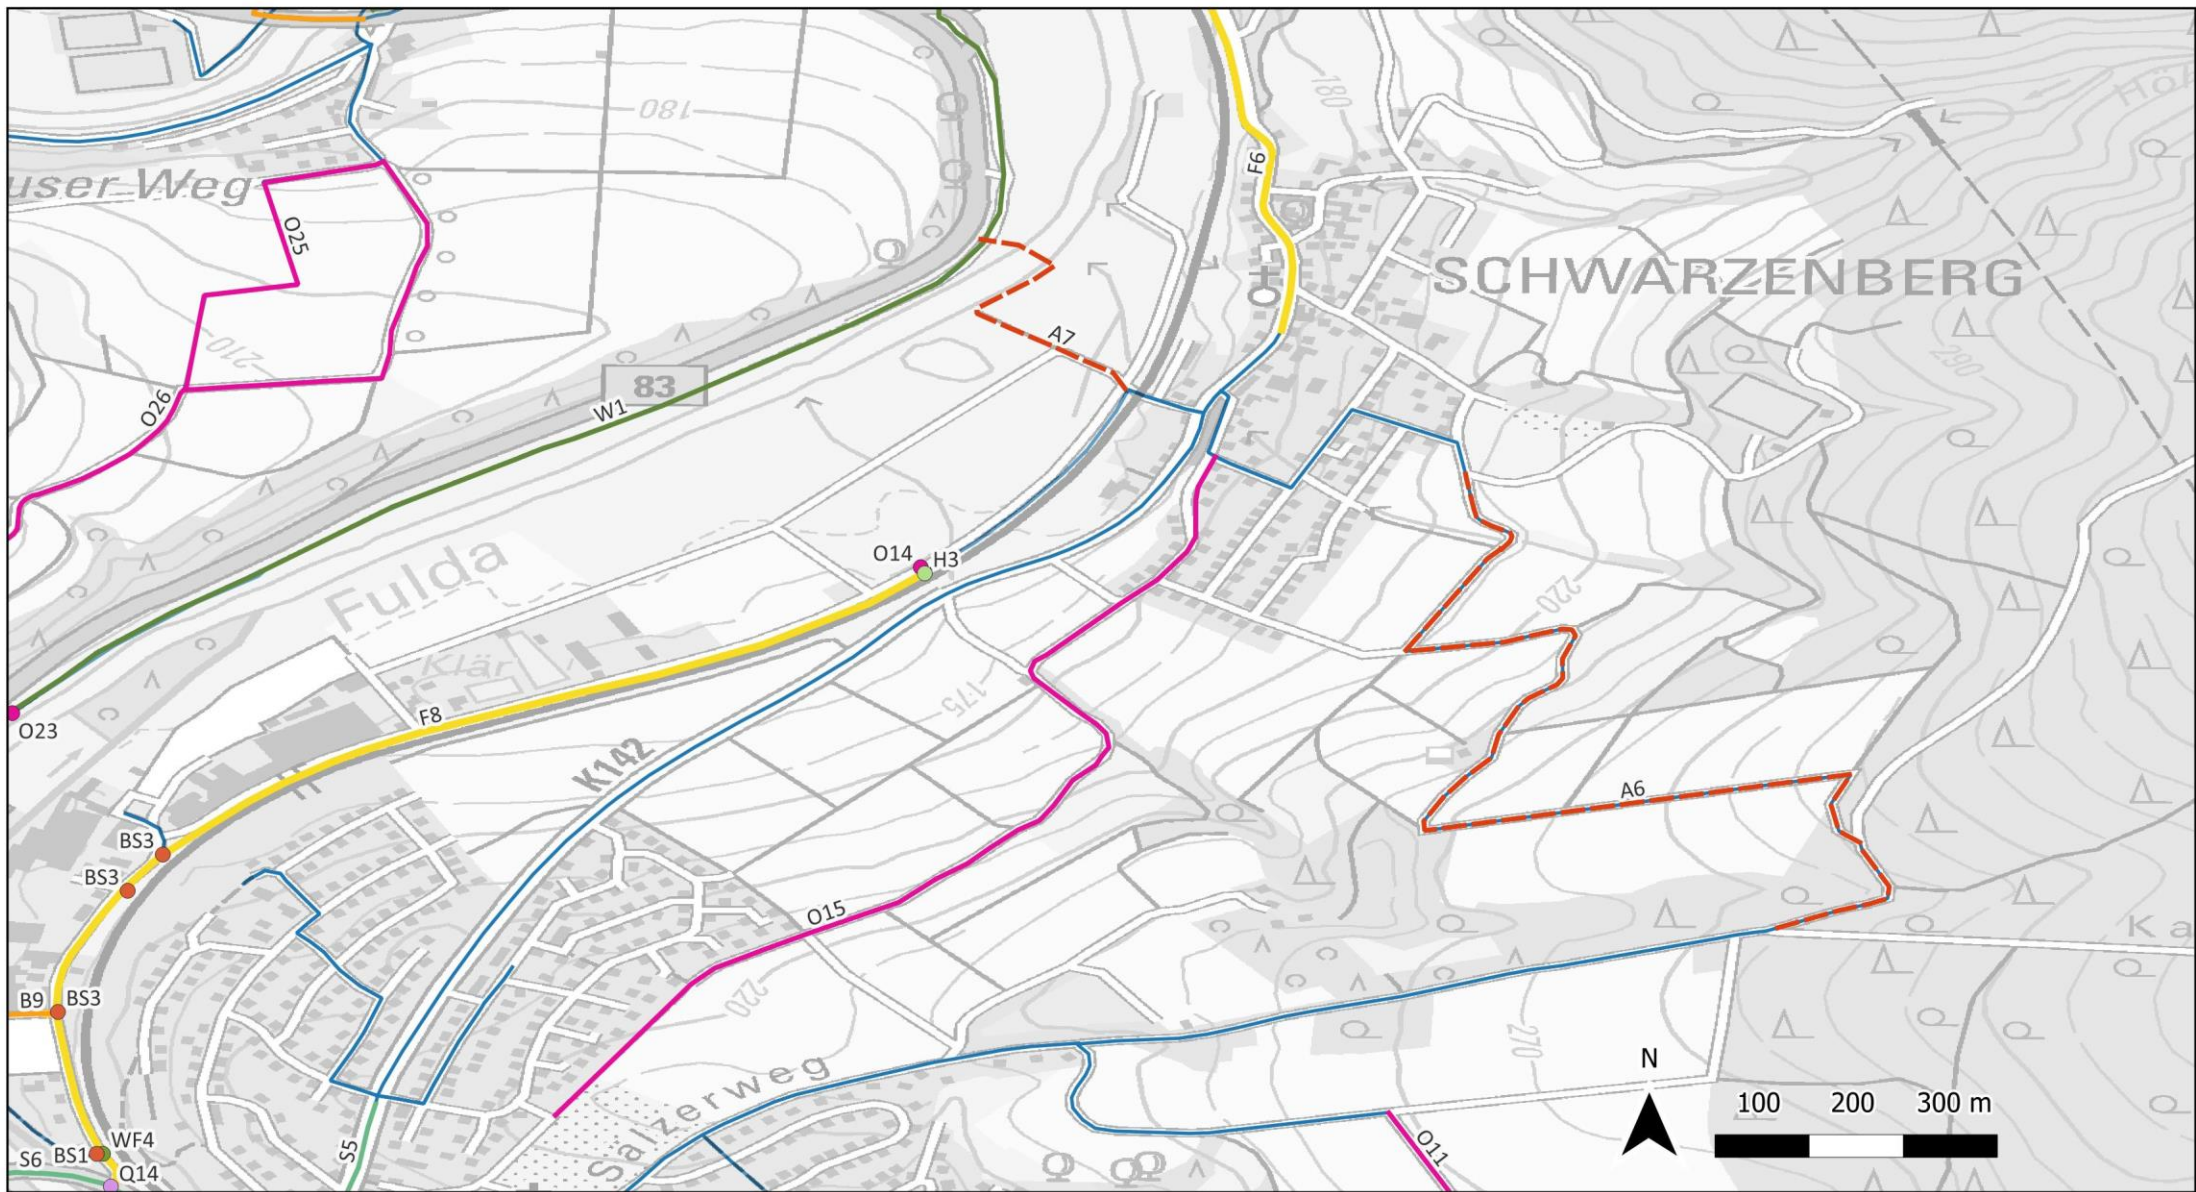 180
180
F6
Höh
user Weg
O25
SCHWARZENBERG
A7
210
260
83
O26
W1
O14
H3
Fulda
220
Klär
175
F8
O23
K142
A6
BS3
BS3
O15
Ka
220
B9
BS3
270
N
Salzerweg
100 200 300 m
WF4
BS1
S5
O11
S6
Q14